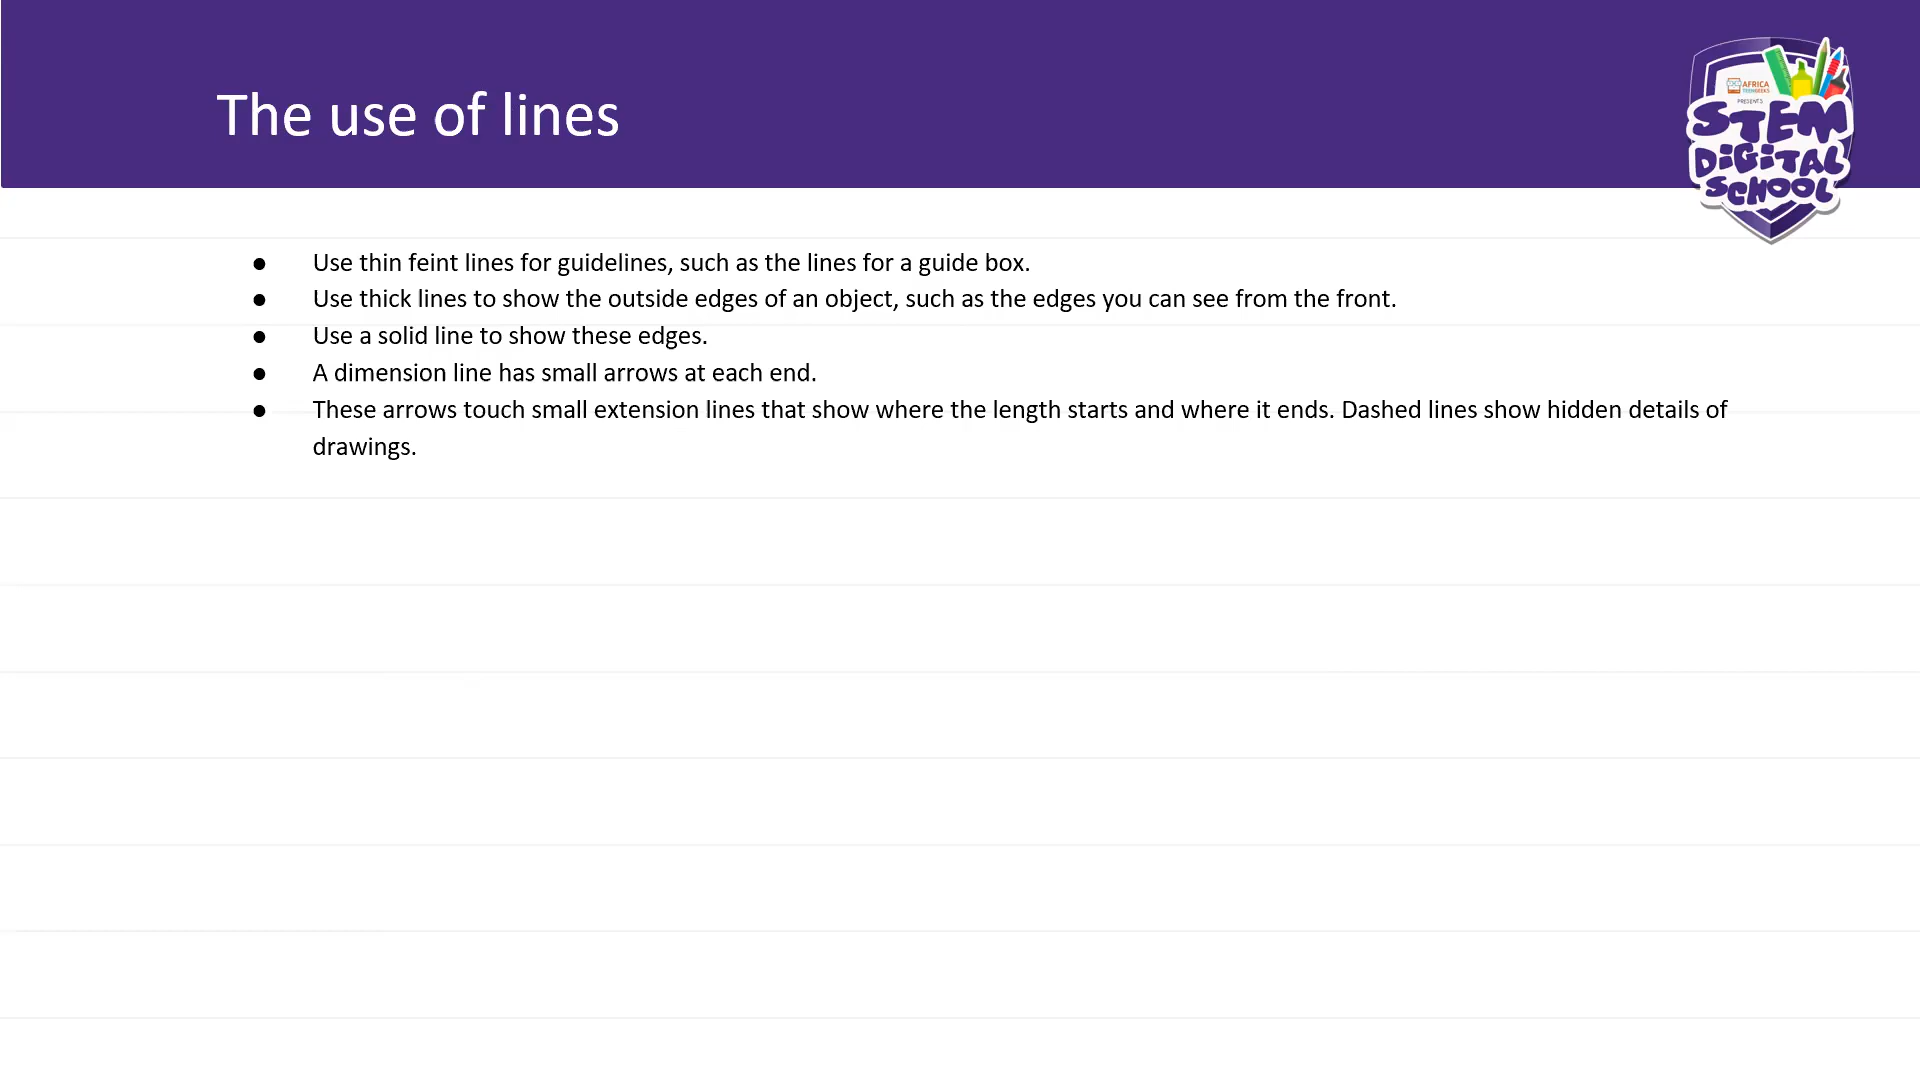 The use of lines
AFRICA
TEENGEEKS
PRESENTS
STEM
DIGITAL
SCHOOL
● Use thin feint lines for guidelines, such as the lines for a guide box.
● Use thick lines to show the outside edges of an object, such as the edges you can see from the front.
● Use a solid line to show these edges.
● A dimension line has small arrows at each end.
● These arrows touch small extension lines that show where the length starts and where it ends. Dashed lines show hidden details of
drawings.